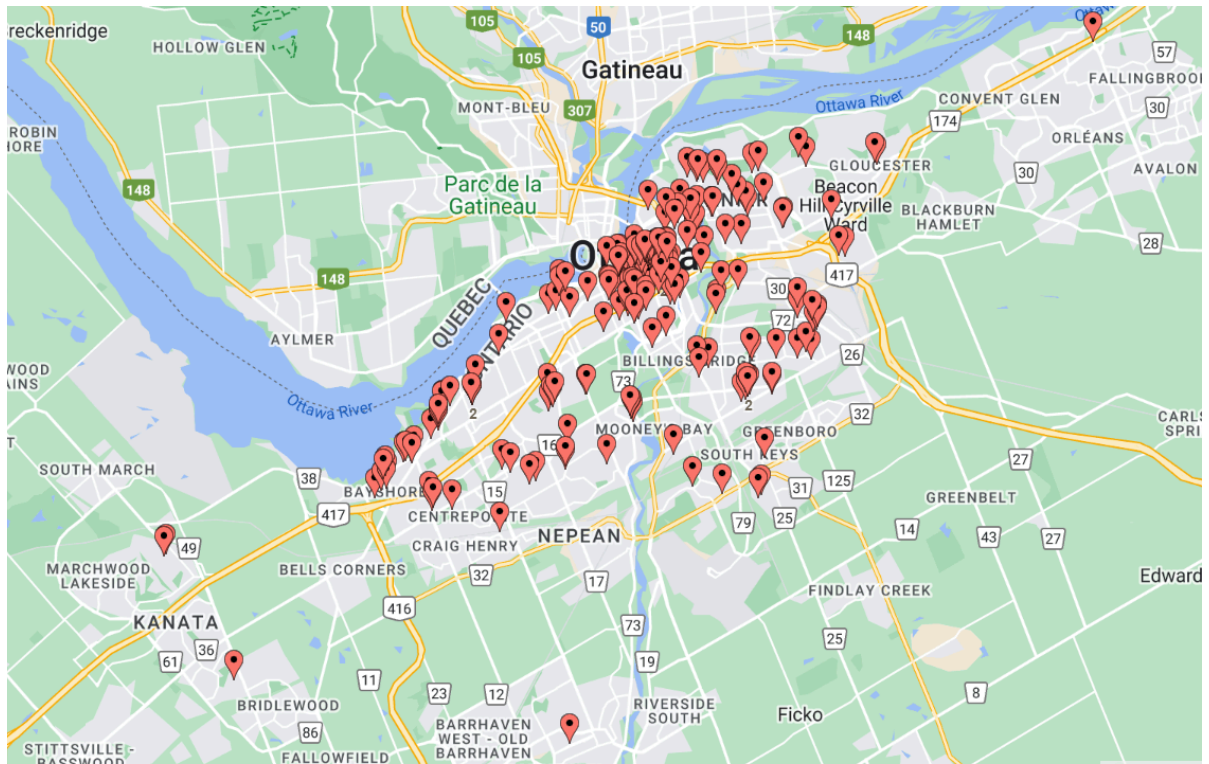 reckenridge
HOLLOW GLEN
105
50
148
105
Gatineau
Ottawa
57
FALLINGBROOK
MONT-BLEU
307
Ottawa River
CONVENT GLEN
30
174
ORLÉANS
ROBIN
HORE
GLOUCESTER
AVALON
148
Parc de la
Gatineau
30
Beacon
Hill-Cyrville
Ward
BLACKBURN
HAMLET
28
O
a
148
417
30
QUEBEC
ONTARIO
72
AYLMER
BILLINGS BRIDGE
26
WOOD
AINS
73
Ottawa River
2
2
32
CARLS
SPRI
T
16
MOONEY'S BAY
GREENBORO
SOUTH MARCH
38
SOUTH KEYS
27
BAYSHORE
15
31
125
GREENBELT
417
CENTREPOINTE
79
25
14
43
27
49
CRAIG HENRY
NEPEAN
MARCHWOOD
LAKESIDE
BELLS CORNERS
32
17
Edward
416
FINDLAY CREEK
KANATA
73
25
61
36
19
11
23
12
8
BRIDLEWOOD
RIVERSIDE
SOUTH
Ficko
86
BARRHAVEN
WEST - OLD
BARRHAVEN
STITTSVILLE -
BASSWOOD
FALLOWFIELD